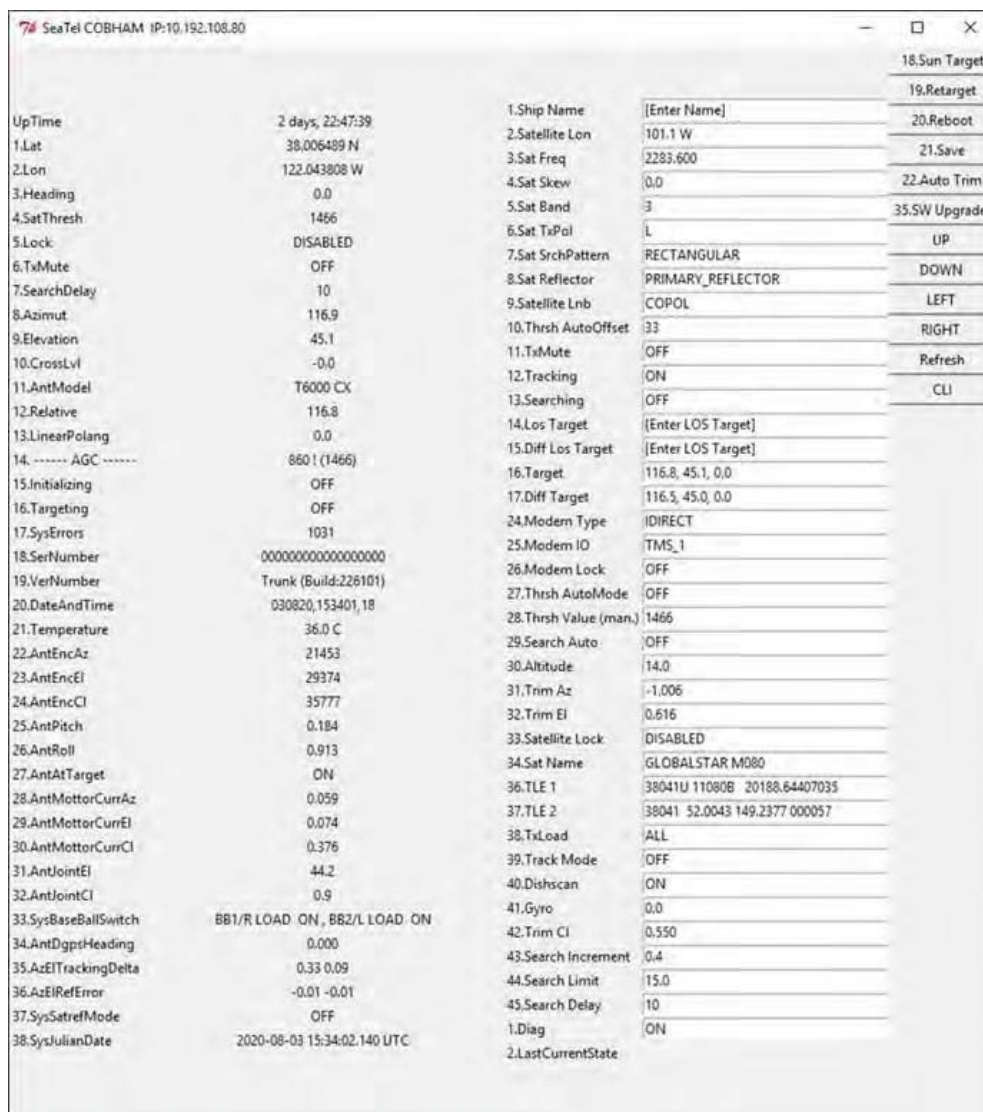 SeaTel COBHAM IP:10.192.108.80
UpTime 2 days, 22:47:39
1.Lat 38.006489 N
2.Lon 122.043808 W
3.Heading 0.0
4.SatThresh 1466
5.Lock DISABLED
6.TxMute OFF
7.SearchDelay 10
8.Azimut 116.9
9.Elevation 45.1
10.CrossLvl -0.0
11.AntModel T6000 CX
12.Relative 116.8
13.LinearPolang 0.0
14. ------ AGC ------ 860 ! (1466)
15.Initializing OFF
16.Targeting OFF
17.SysErrors 1031
18.SerNumber 000000000000000000
19.VerNumber Trunk (Build:226101)
20.DateAndTime 030820,153401,18
21.Temperature 36.0 C
22.AntEncAz 21453
23.AntEncEl 29374
24.AntEncCl 35777
25.AntPitch 0.184
26.AntRoll 0.913
27.AntAtTarget ON
28.AntMottorCurrAz 0.059
29.AntMottorCurrEl 0.074
30.AntMottorCurrCl 0.376
31.AntJointEl 44.2
32.AntJointCl 0.9
33.SysBaseBallSwitch BB1/R LOAD ON , BB2/L LOAD ON
34.AntDgpsHeading 0.000
35.AzElTrackingDelta 0.33 0.09
36.AzElRefError -0.01 -0.01
37.SysSatrefMode OFF
38.SysJulianDate 2020-08-03 15:34:02.140 UTC
1.Ship Name [Enter Name]
2.Satellite Lon 101.1 W
3.Sat Freq 2283.600
4.Sat Skew 0.0
5.Sat Band 3
6.Sat TxPol L
7.Sat SrchPattern RECTANGULAR
8.Sat Reflector PRIMARY_REFLECTOR
9.Satellite Lnb COPOL
10.Thrsh AutoOffset 33
11.TxMute OFF
12.Tracking ON
13.Searching OFF
14.Los Target [Enter LOS Target]
15.Diff Los Target [Enter LOS Target]
16.Target 116.8, 45.1, 0.0
17.Diff Target 116.5, 45.0, 0.0
24.Modem Type IDIRECT
25.Modem IO TMS_1
26.Modem Lock OFF
27.Thrsh AutoMode OFF
28.Thrsh Value (man.) 1466
29.Search Auto OFF
30.Altitude 14.0
31.Trim Az -1.006
32.Trim El 0.616
33.Satellite Lock DISABLED
34.Sat Name GLOBALSTAR M080
36.TLE 1 38041U 11080B 20188.64407035
37.TLE 2 38041 52.0043 149.2377 000057
38.TxLoad ALL
39.Track Mode OFF
40.Dishscan ON
41.Gyro 0.0
42.Trim Cl 0.550
43.Search Increment 0.4
44.Search Limit 15.0
45.Search Delay 10
1.Diag ON
2.LastCurrentState
18.Sun Target
19.Retarget
20.Reboot
21.Save
22.Auto Trim
35.SW Upgrade
UP
DOWN
LEFT
RIGHT
Refresh
CLI